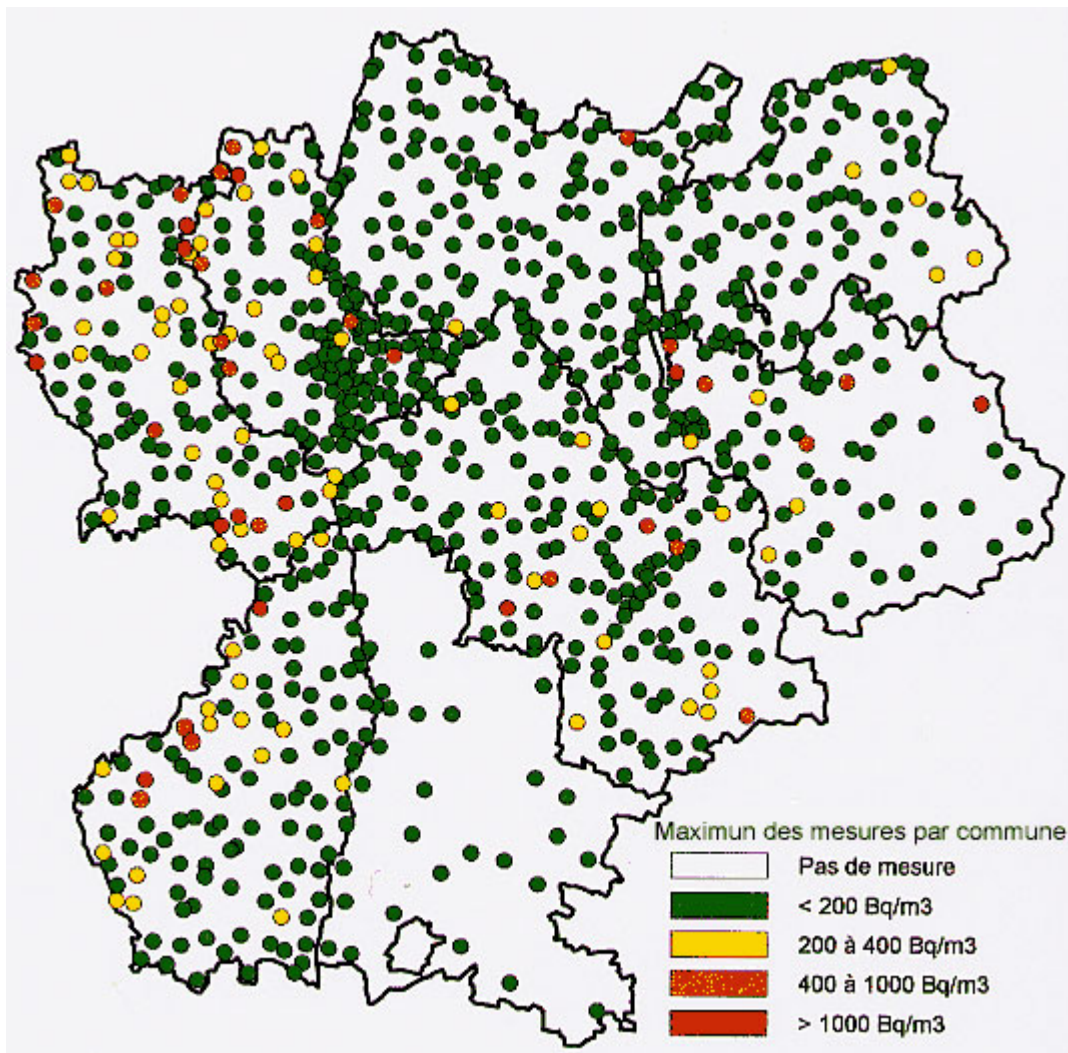 Maximun des mesures par commune
Pas de mesure
< 200 Bq/m3
200 à 400 Bq/m3
400 à 1000 Bq/m3
> 1000 Bq/m3